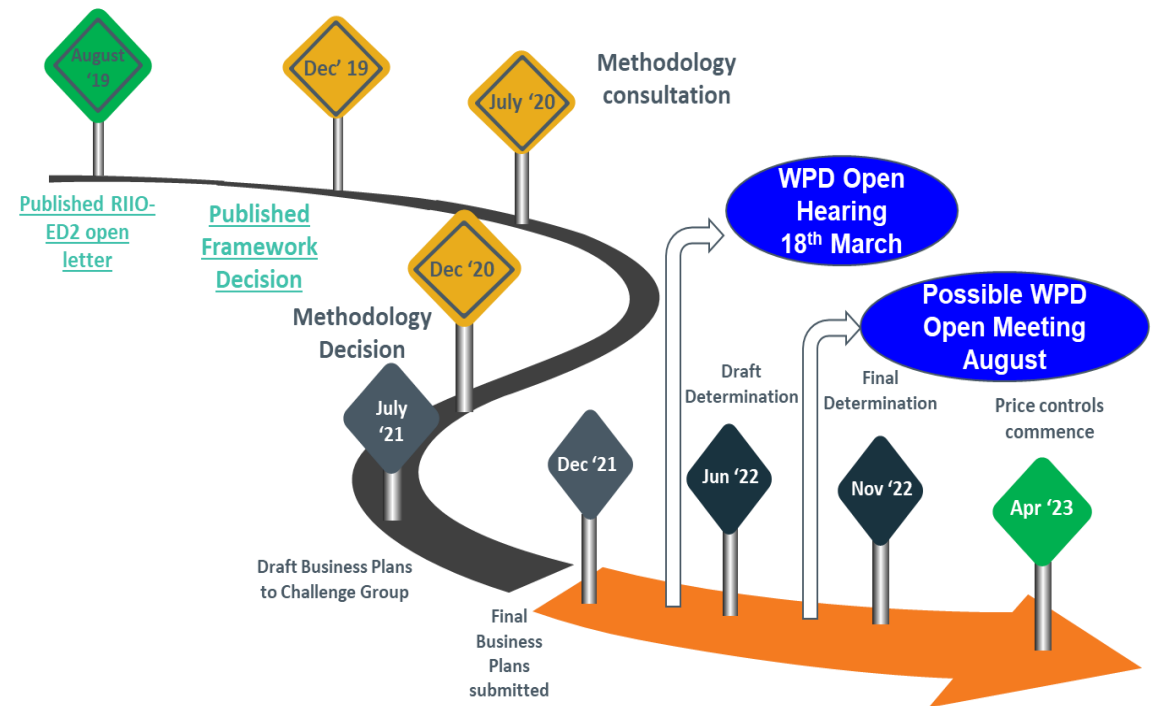 August
‘19
Published RIIO-
ED2 open
letter
Dec’ 19
Published
Framework
Decision
July ‘20
Methodology
consultation
Dec ‘20
Methodology
Decision
July
‘21
Draft Business Plans
to Challenge Group
Dec ‘21
Final
Business
Plans
submitted
WPD Open
Hearing
18th March
Jun ‘22
Draft
Determination
Possible WPD
Open Meeting
August
Nov ‘22
Final
Determination
Apr ‘23
Price controls
commence